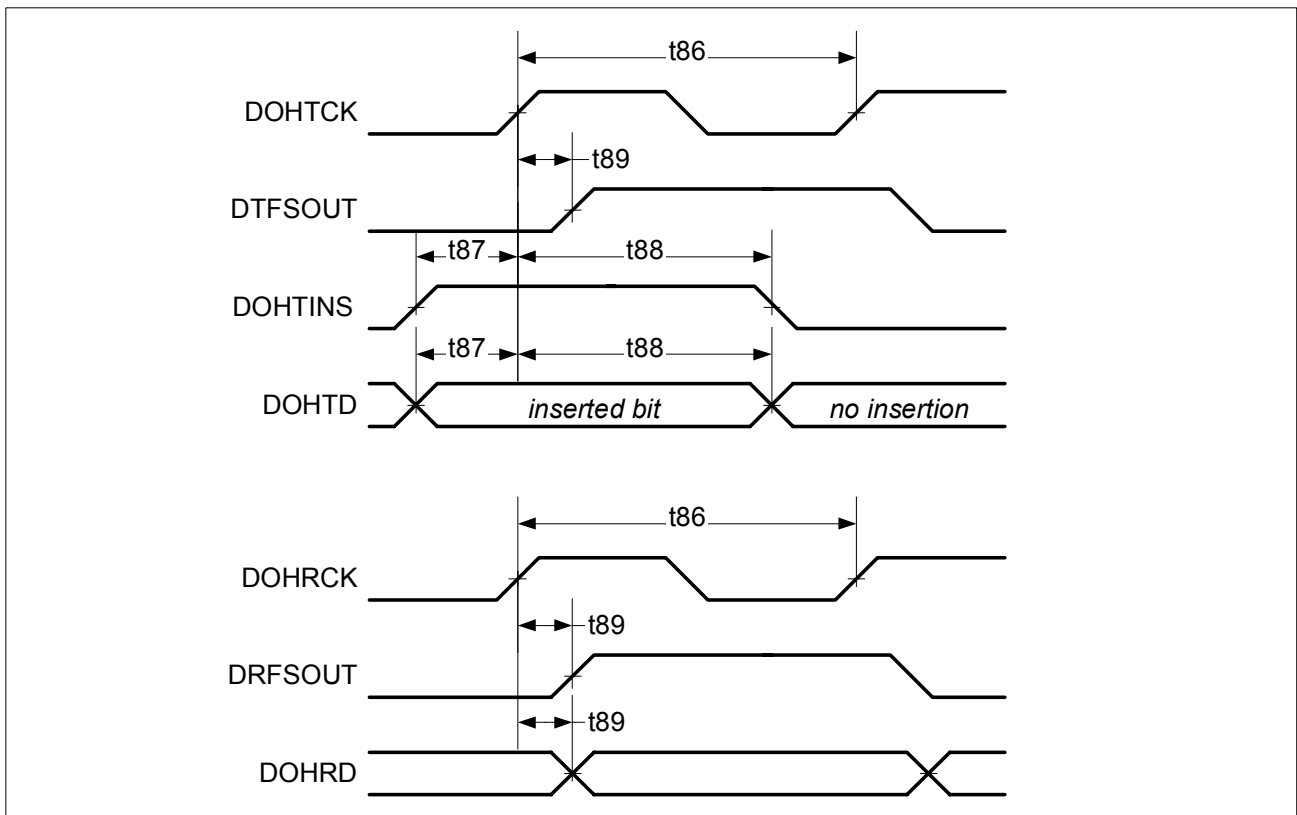 t86
DOHTCK
t89
DTFSOUT
t87 t88
DOHTINS
t87 t88
DOHTD inserted bit no insertion
t86
DOHRCK
t89
DRFSOUT
t89
DOHRD